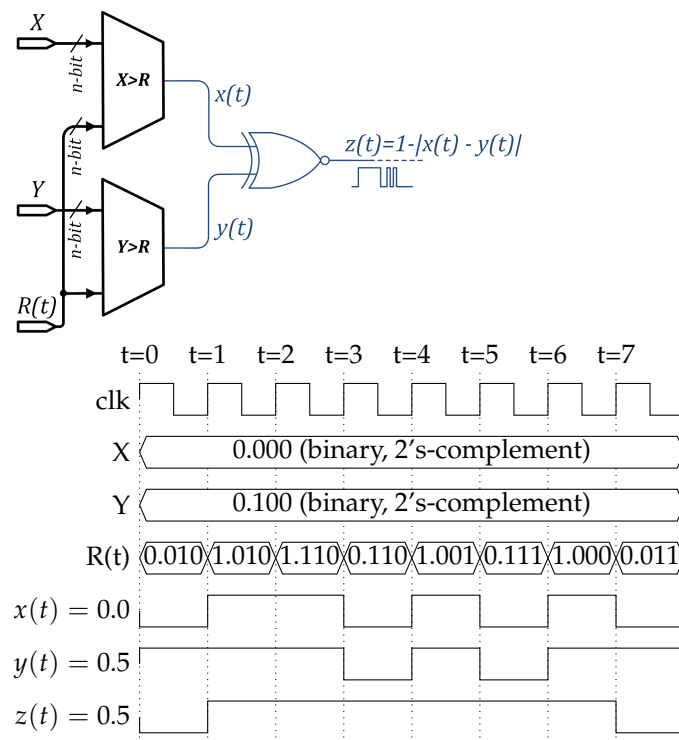 X
n-bit
X>R
x(t)
n-bit
z(t)=1-|x(t) - y(t)|
Y
n-bit
Y>R
y(t)
R(t)
t=0 t=1 t=2 t=3 t=4 t=5 t=6 t=7
clk
X 0.000 (binary, 2's-complement)
Y 0.100 (binary, 2's-complement)
R(t) 0.010 1.010 1.110 0.110 1.001 0.111 1.000 0.011
x(t) = 0.0
y(t) = 0.5
z(t) = 0.5